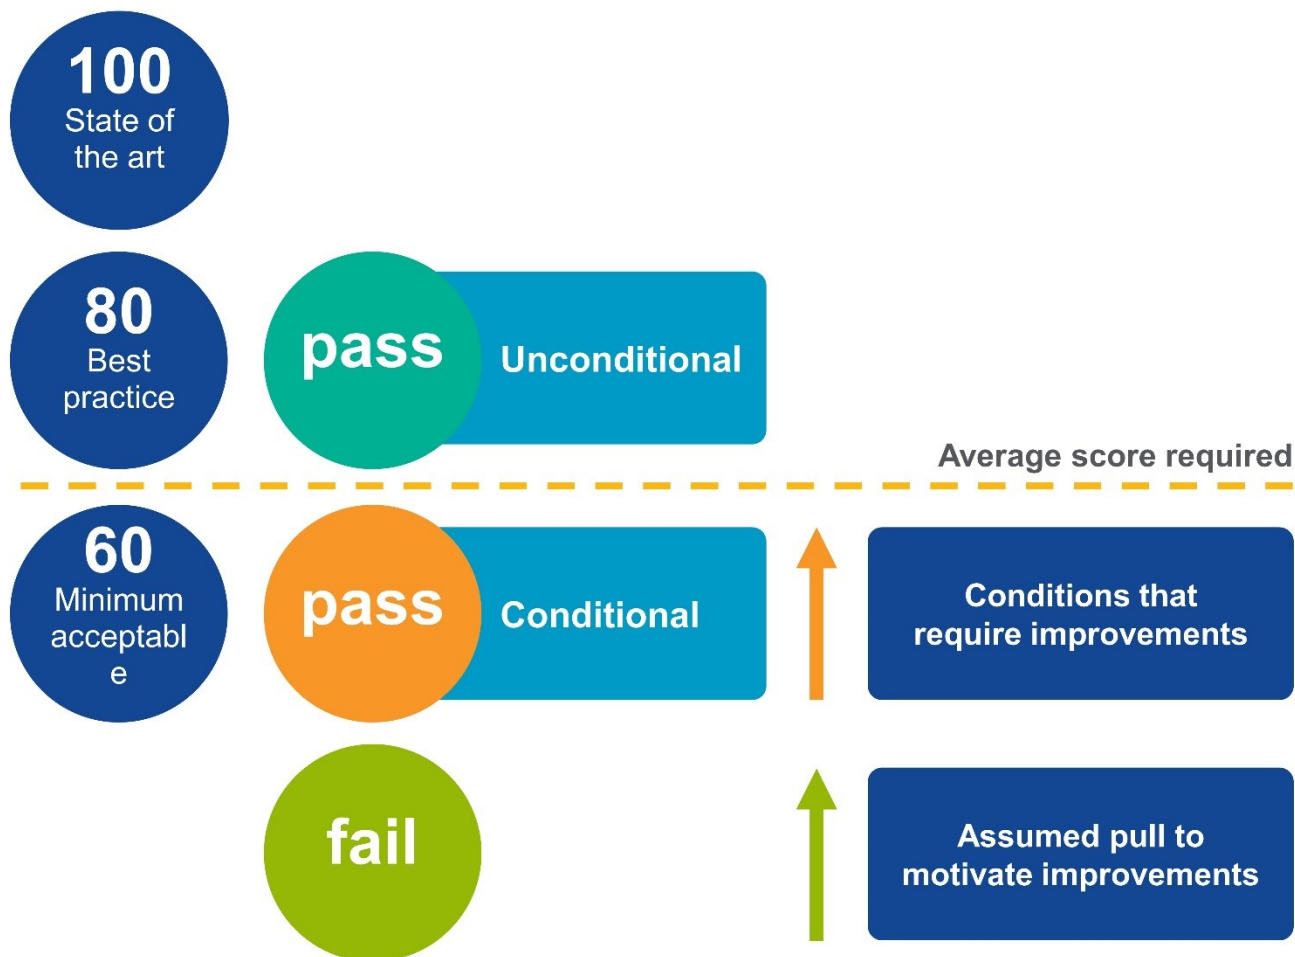 100
State of
the art
80
Best
practice
pass
Unconditional
Average score required
60
Minimum
acceptabl
e
pass
Conditional
Conditions that
require improvements
fail
Assumed pull to
motivate improvements